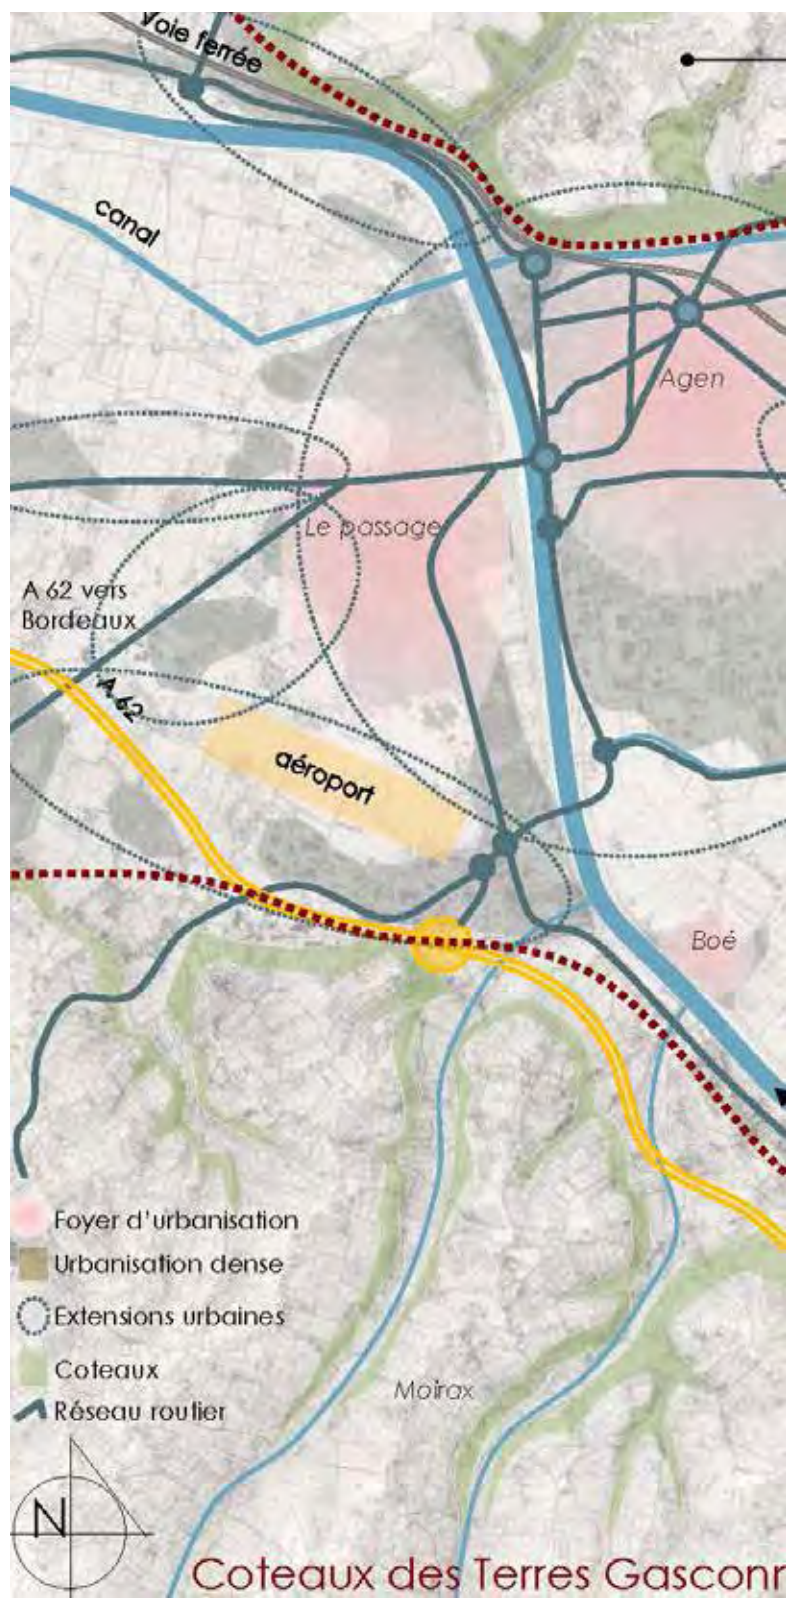 Voie ferrée
canal
Agen
Le passage
A 62 vers
Bordeaux
A 62
aéroport
Boé
Foyer d'urbanisation
Urbanisation dense
Extensions urbaines
Coteaux
Moirax
Réseau routier
N
Coteaux des Terres Gasconn